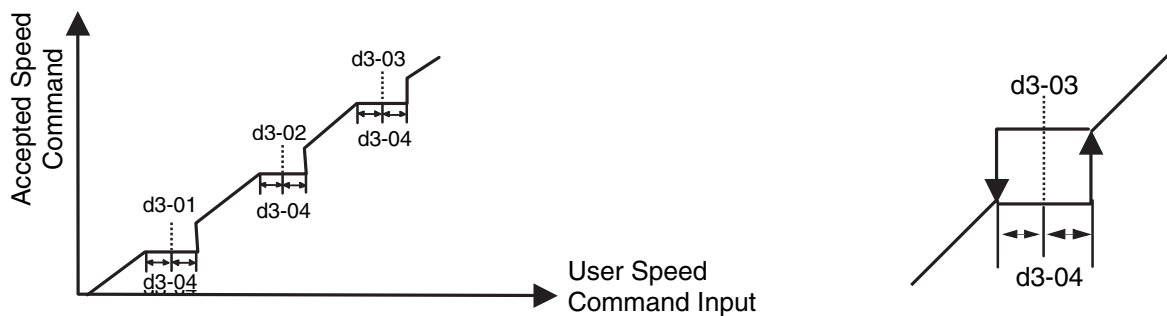 Accepted Speed
Command
d3-03
d3-04
d3-02
d3-04
d3-01
d3-04
User Speed
Command Input
d3-03
d3-04